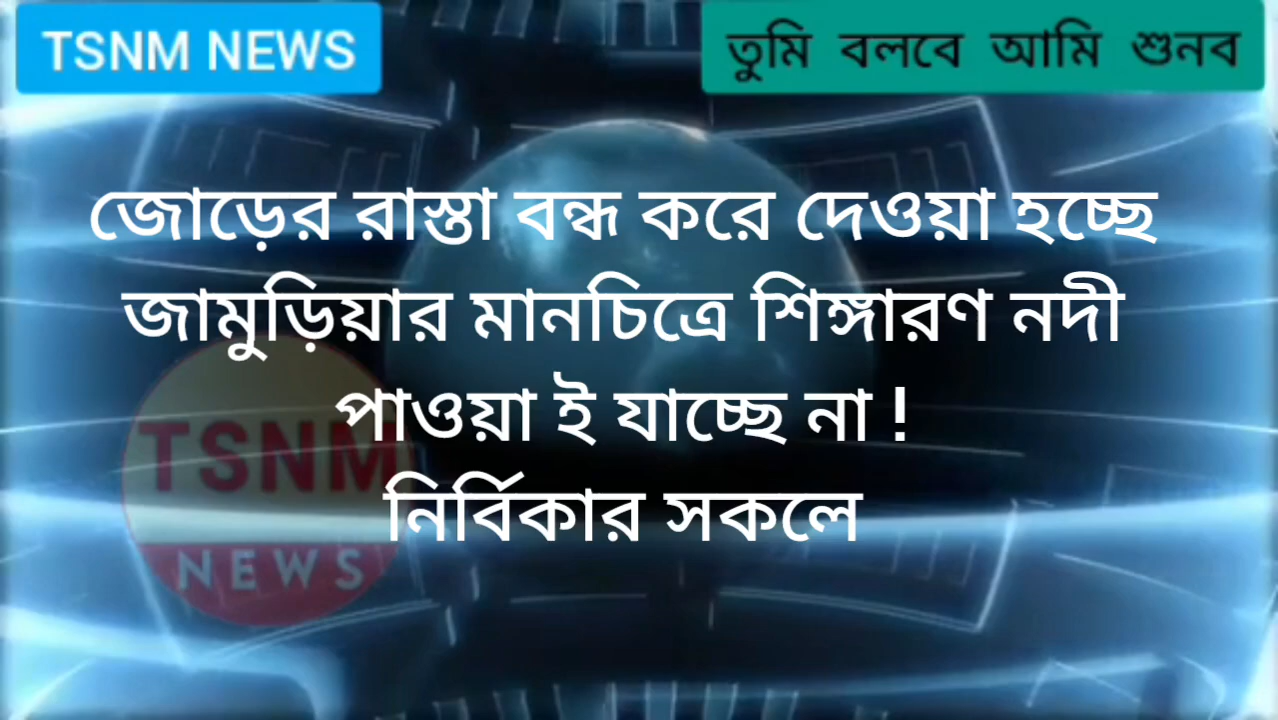 TSNM NEWS
তুমি বলবে আমি শুনব
জোড়ের রাস্তা বন্ধ করে দেওয়া হচ্ছে
জামুড়িয়ার মানচিত্রে শিঙ্গারণ নদী
পাওয়া ই যাচ্ছে না !
নির্বিকার সকলে
TSNM
NEWS